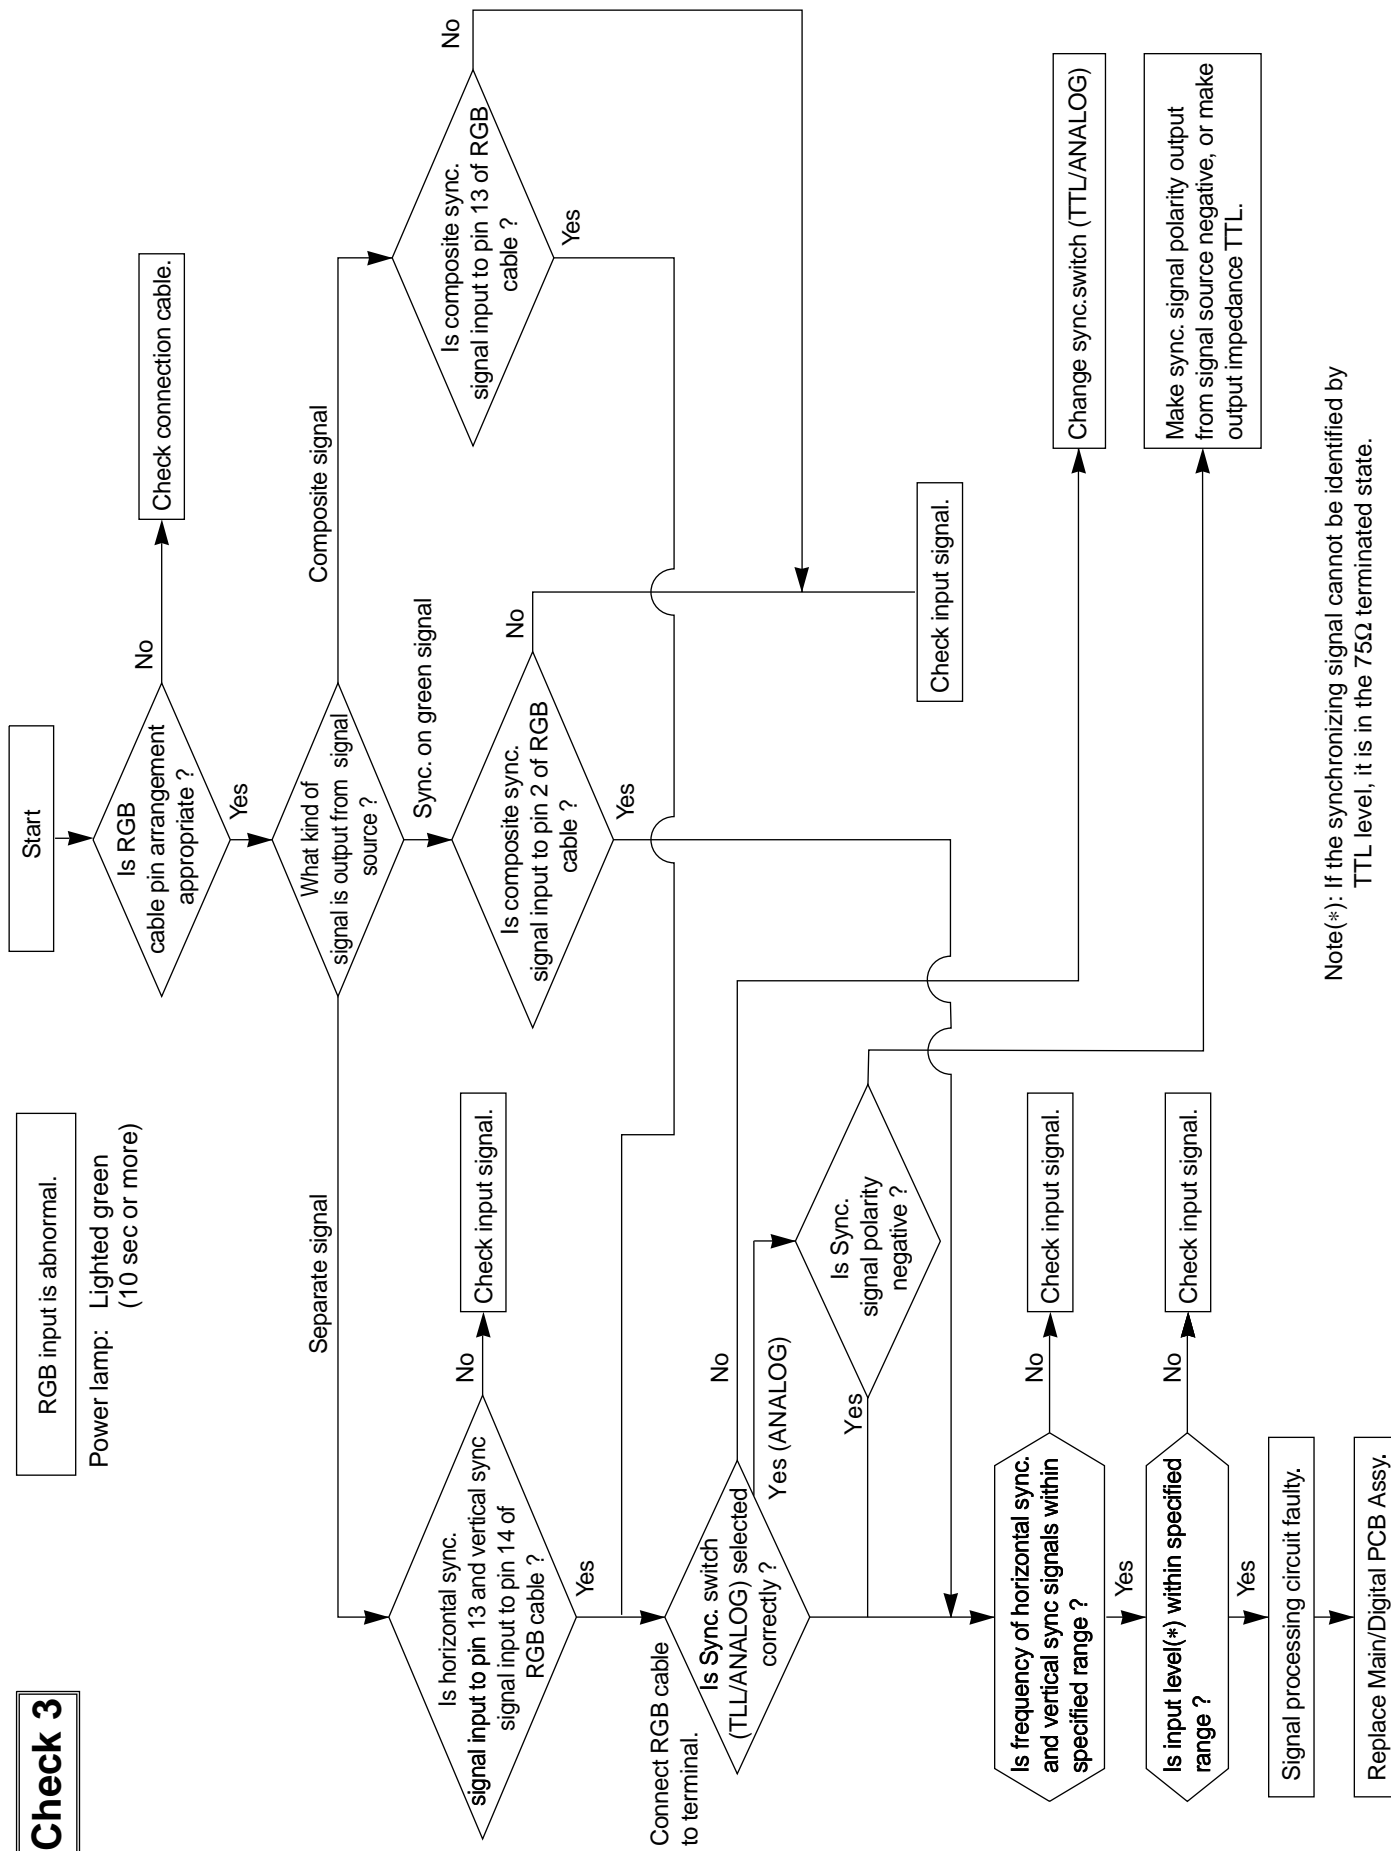 Check 3
RGB input is abnormal.
Power lamp: Lighted green
(10 sec or more)
Start
Is RGB
cable pin arrangement
appropriate ?
No
Check connection cable.
Yes
What kind of
signal is output from signal
source ?
Separate signal
Sync. on green signal
Composite signal
Is horizontal sync.
signal input to pin 13 and vertical sync
signal input to pin 14 of
RGB cable ?
No
Check input signal.
Yes
Is composite sync.
signal input to pin 2 of RGB
cable ?
No
Yes
Is composite sync.
signal input to pin 13 of RGB
cable ?
No
Yes
Check input signal.
Connect RGB cable
to terminal.
Is Sync. switch
(TLL/ANALOG) selected
correctly ?
No
Yes (ANALOG)
Change sync.switch (TTL/ANALOG)
Is Sync.
signal polarity
negative ?
Yes
Make sync. signal polarity output
from signal source negative, or make
output impedance TTL.
Is frequency of horizontal sync.
and vertical sync signals within
specified range ?
No
Check input signal.
Yes
Is input level(*) within specified
range ?
No
Check input signal.
Yes
Signal processing circuit faulty.
Replace Main/Digital PCB Assy.
Note(*): If the synchronizing signal cannot be identified by
TTL level, it is in the 75Ω terminated state.